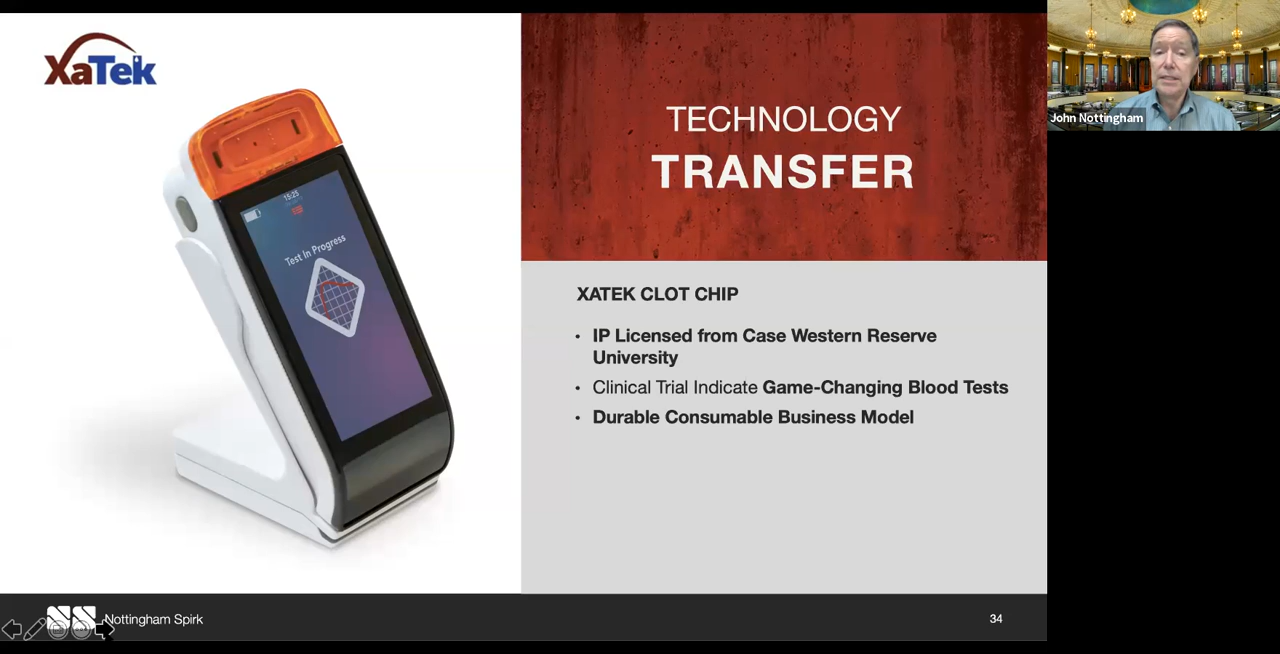 XaTek
15:25
Test In Progress
TECHNOLOGY
TRANSFER
XATEK CLOT CHIP
• IP Licensed from Case Western Reserve
University
• Clinical Trial Indicate Game-Changing Blood Tests
• Durable Consumable Business Model
Nottingham Spirk
34
John Nottingham